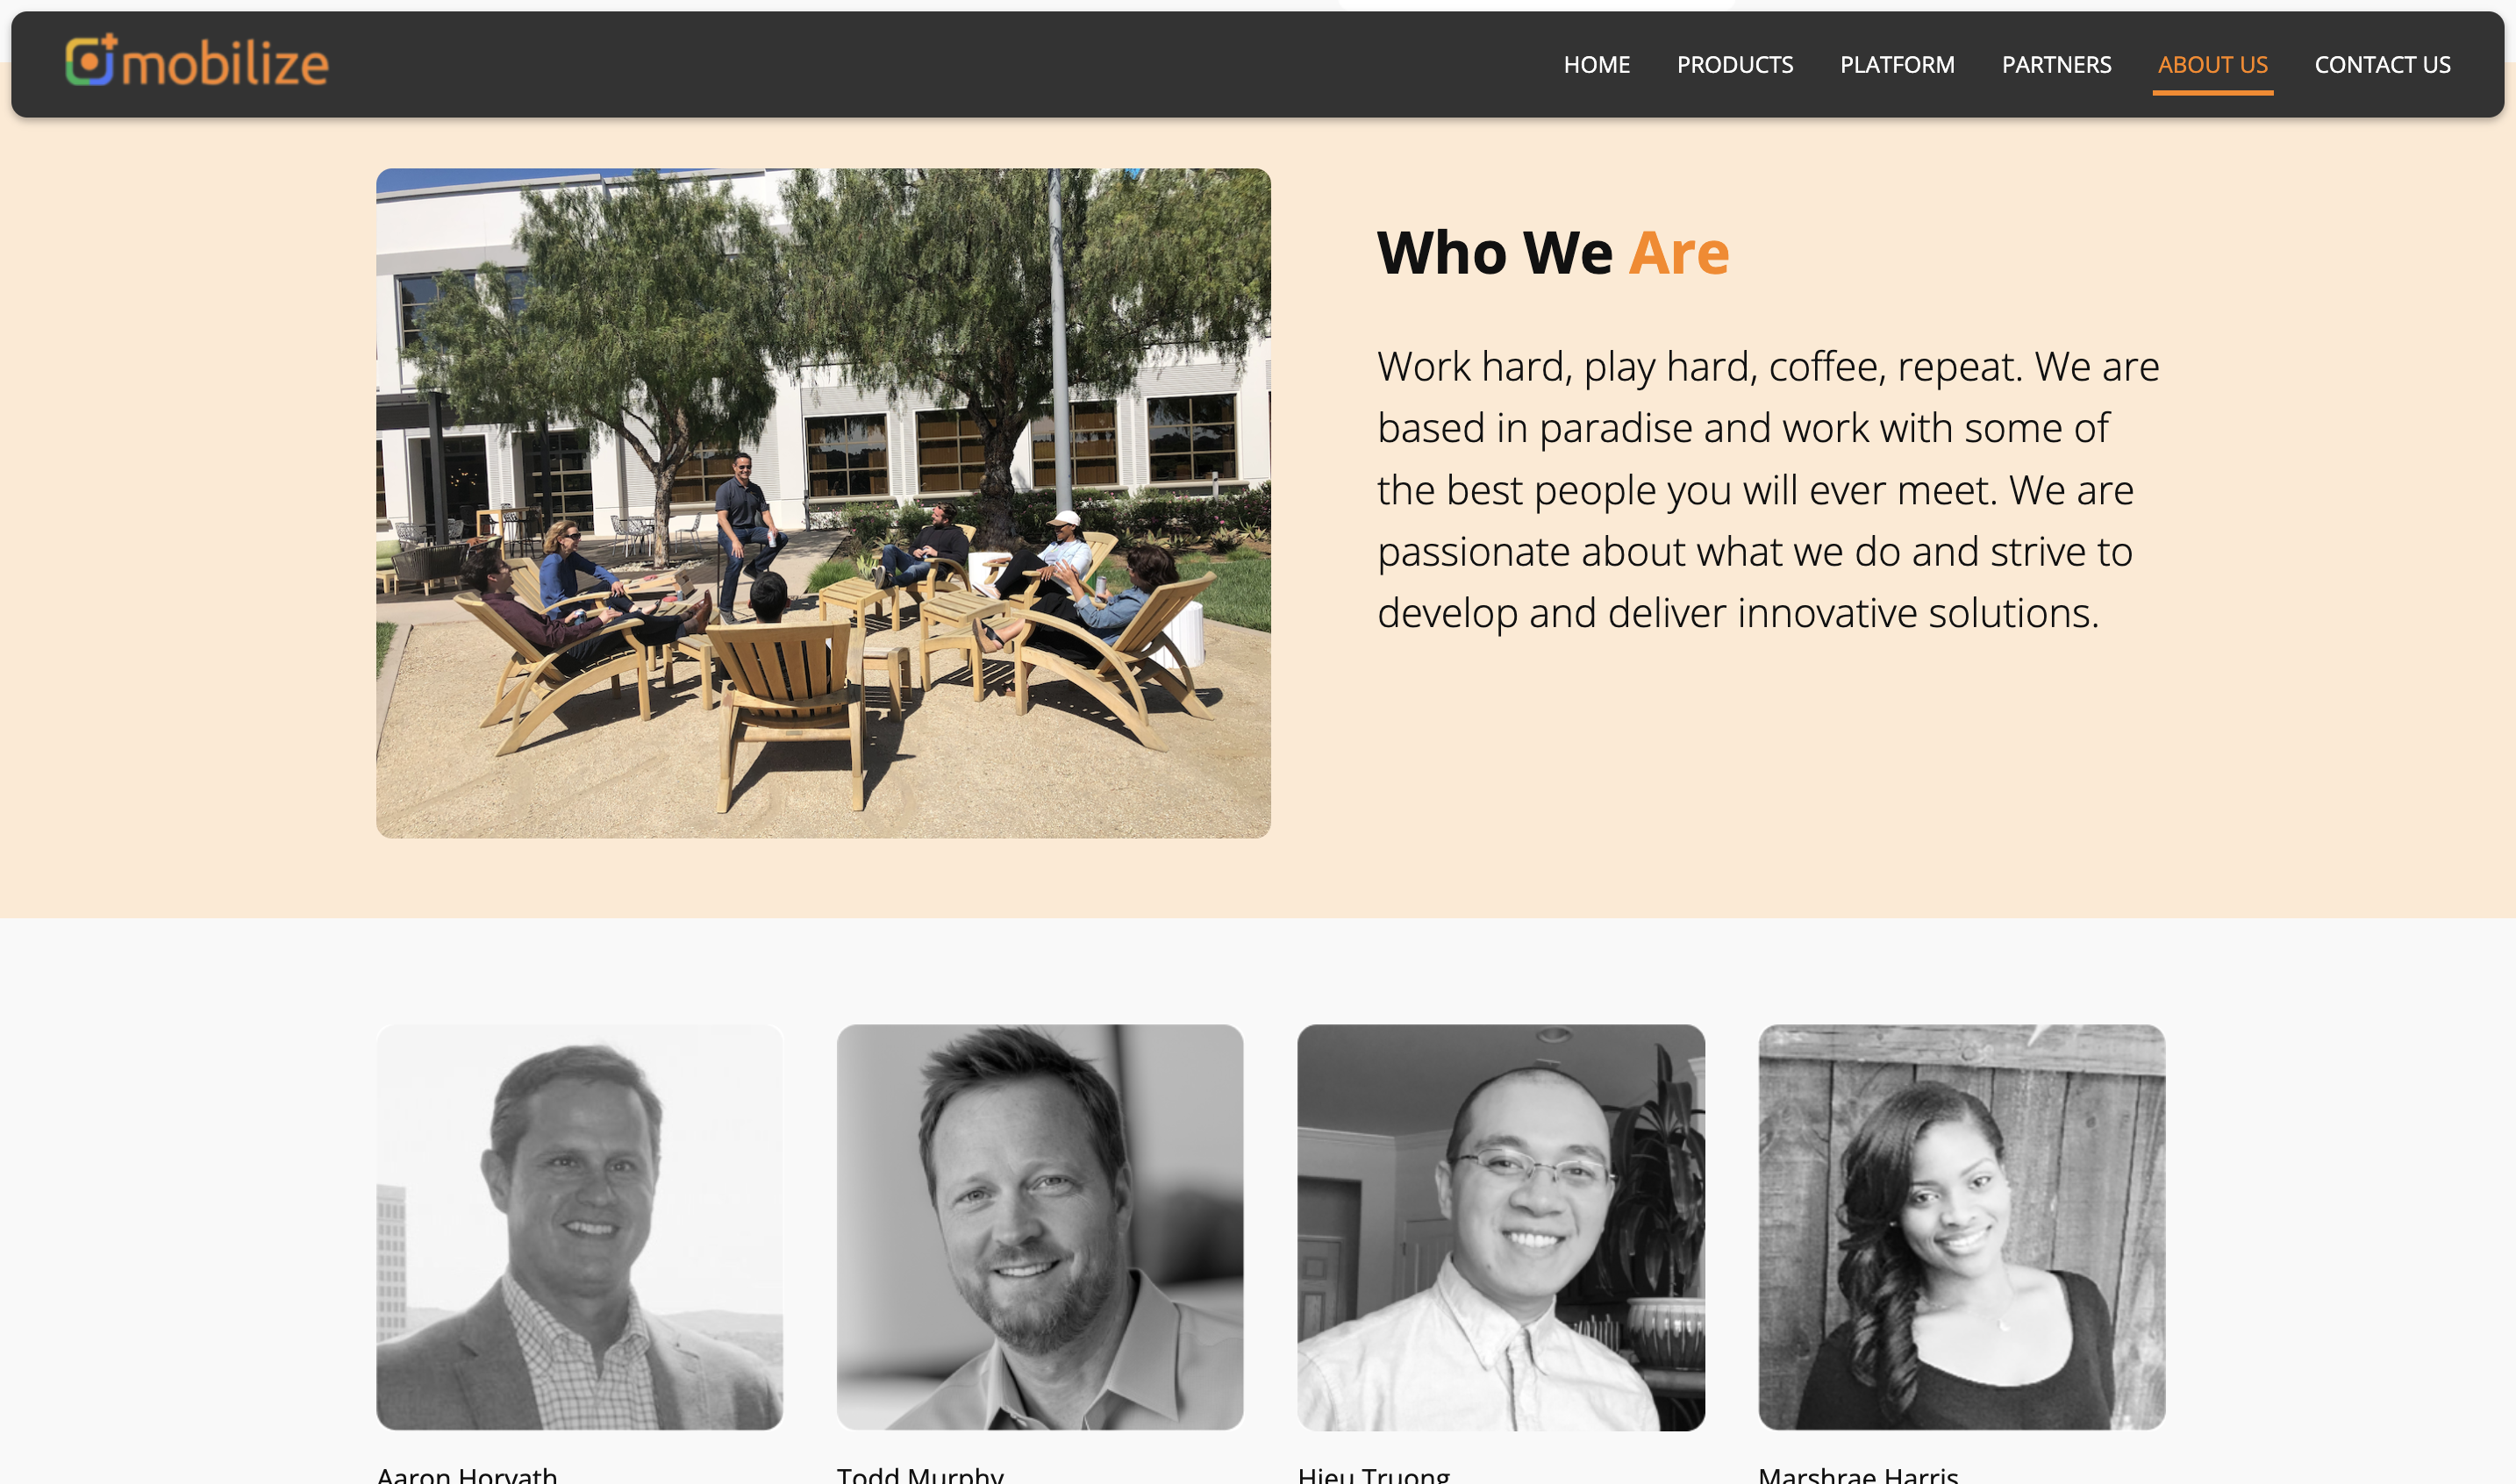 mobilize
HOME PRODUCTS PLATFORM PARTNERS ABOUT US CONTACT US
Who We Are
Work hard, play hard, coffee, repeat. We are
based in paradise and work with some of
the best people you will ever meet. We are
passionate about what we do and strive to
develop and deliver innovative solutions.
Aaron Horvath
Todd Murphy
Hieu Truong
Marshrae Harris